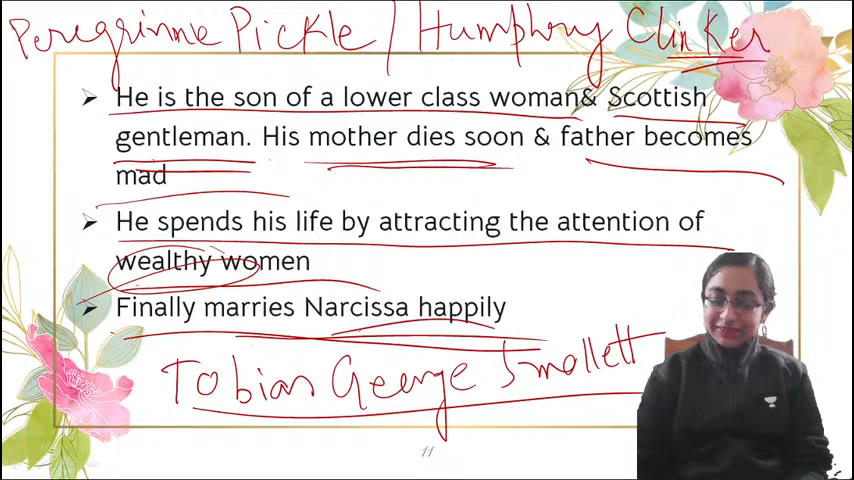 Peregrinne Pickle / Humphry Clinker
➤ He is the son of a lower class woman& Scottish
gentleman. His mother dies soon & father becomes
mad
➤ He spends his life by attracting the attention of
wealthy women
➤ Finally marries Narcissa happily
Tobias George Smollett
11